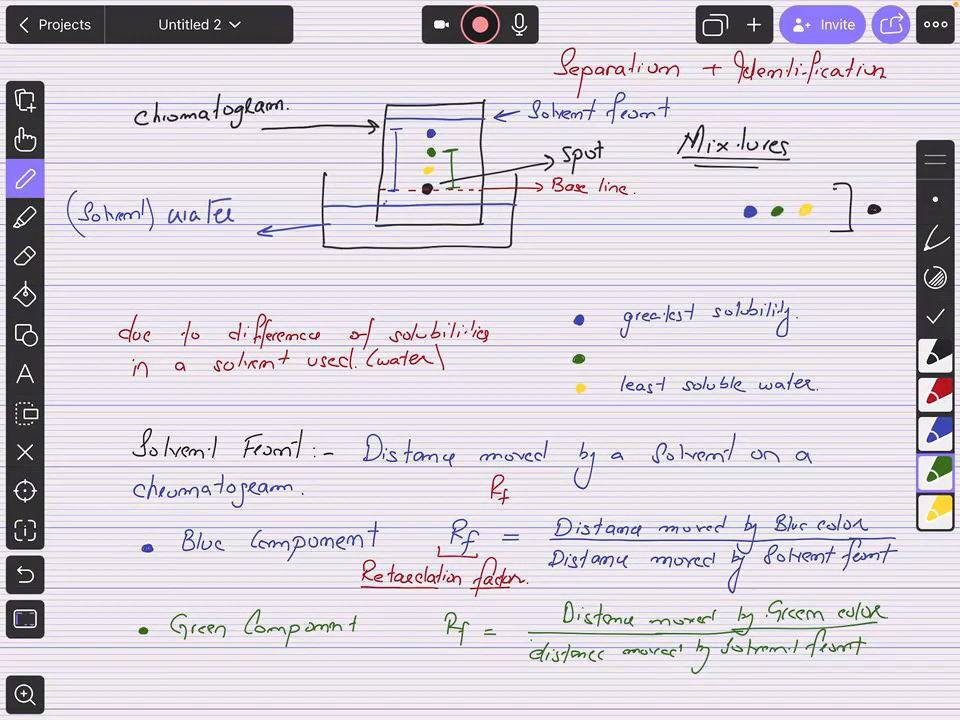 Projects
Untitled 2
Invite
Separation + Identification
chromatogram.
Solvent front
Mixtures
spot
Base line.
(Solvent) water
due to difference of solubilities
in a solvent used. (water)
greatest solubility.
least soluble water.
Solvent Front :- Distance moved by a Solvent on a
chromatogram.
Rf
Blue Component Rf = Distance moved by Blue color
Distance moved by Solvent front
Retardation factor.
Green Component Rf = Distance moved by Green color
distance moved by Solvent front